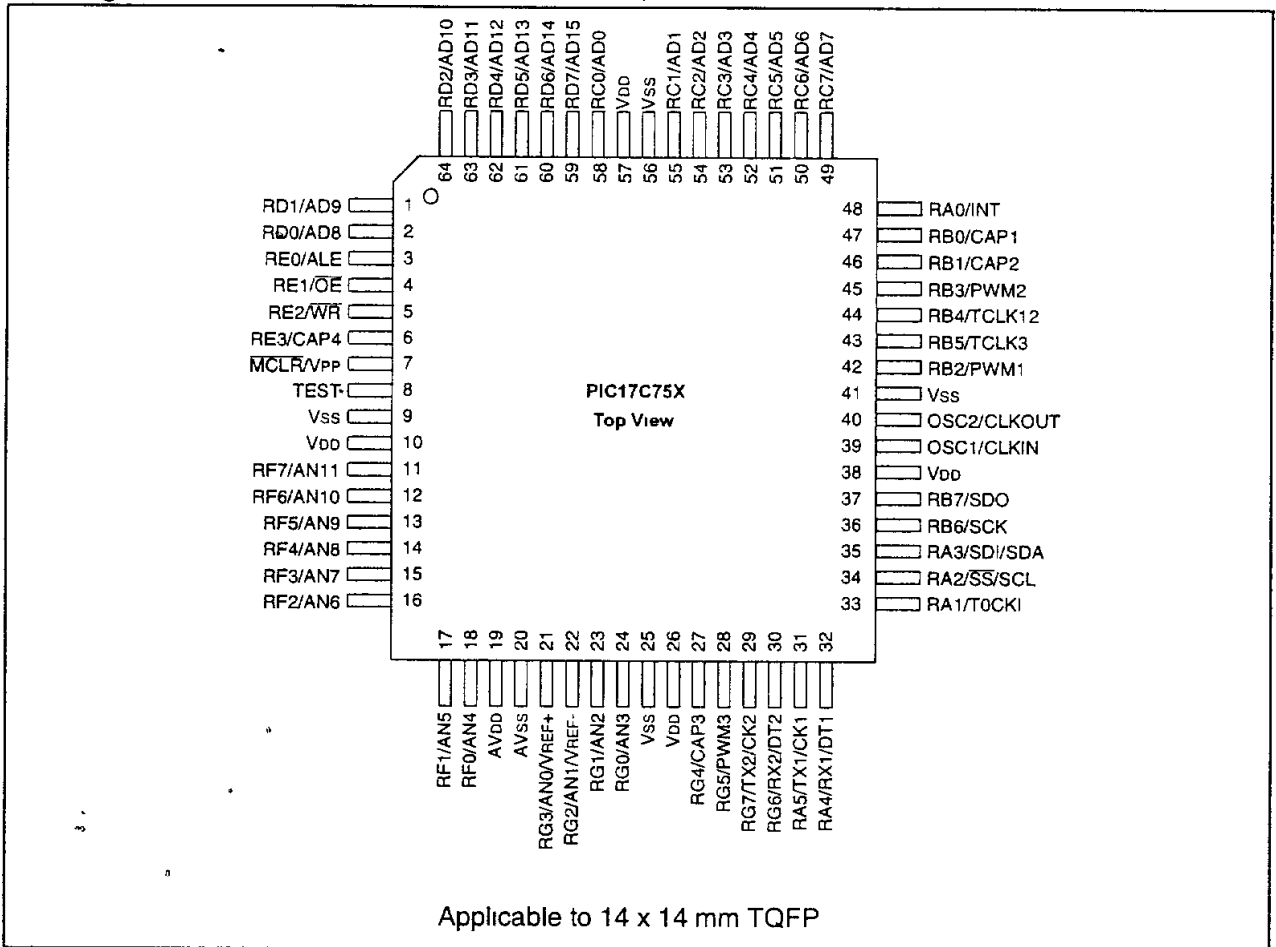 RD2/AD10
RD3/AD11
RD4/AD12
RD5/AD13
RD6/AD14
RD7/AD15
RC0/AD0
VDD
VSS
RC1/AD1
RC2/AD2
RC3/AD3
RC4/AD4
RC5/AD5
RC6/AD6
RC7/AD7
64
63
62
61
60
59
58
57
56
55
54
53
52
51
50
49
RD1/AD9 1
RD0/AD8 2
RE0/ALE 3
RE1/OE 4
RE2/WR 5
RE3/CAP4 6
MCLR/VPP 7
TEST 8
VSS 9
VDD 10
RF7/AN11 11
RF6/AN10 12
RF5/AN9 13
RF4/AN8 14
RF3/AN7 15
RF2/AN6 16
PIC17C75X
Top View
48 RA0/INT
47 RB0/CAP1
46 RB1/CAP2
45 RB3/PWM2
44 RB4/TCLK12
43 RB5/TCLK3
42 RB2/PWM1
41 VSS
40 OSC2/CLKOUT
39 OSC1/CLKIN
38 VDD
37 RB7/SDO
36 RB6/SCK
35 RA3/SDI/SDA
34 RA2/SS/SCL
33 RA1/T0CKI
17
18
19
20
21
22
23
24
25
26
27
28
29
30
31
32
RF1/AN5
RF0/AN4
AVDD
AVSS
RG3/AN0/VREF+
RG2/AN1/VREF-
RG1/AN2
RG0/AN3
VSS
VDD
RG4/CAP3
RG5/PWM3
RG7/TX2/CK2
RG6/RX2/DT2
RA5/TX1/CK1
RA4/RX1/DT1
Applicable to 14 x 14 mm TQFP